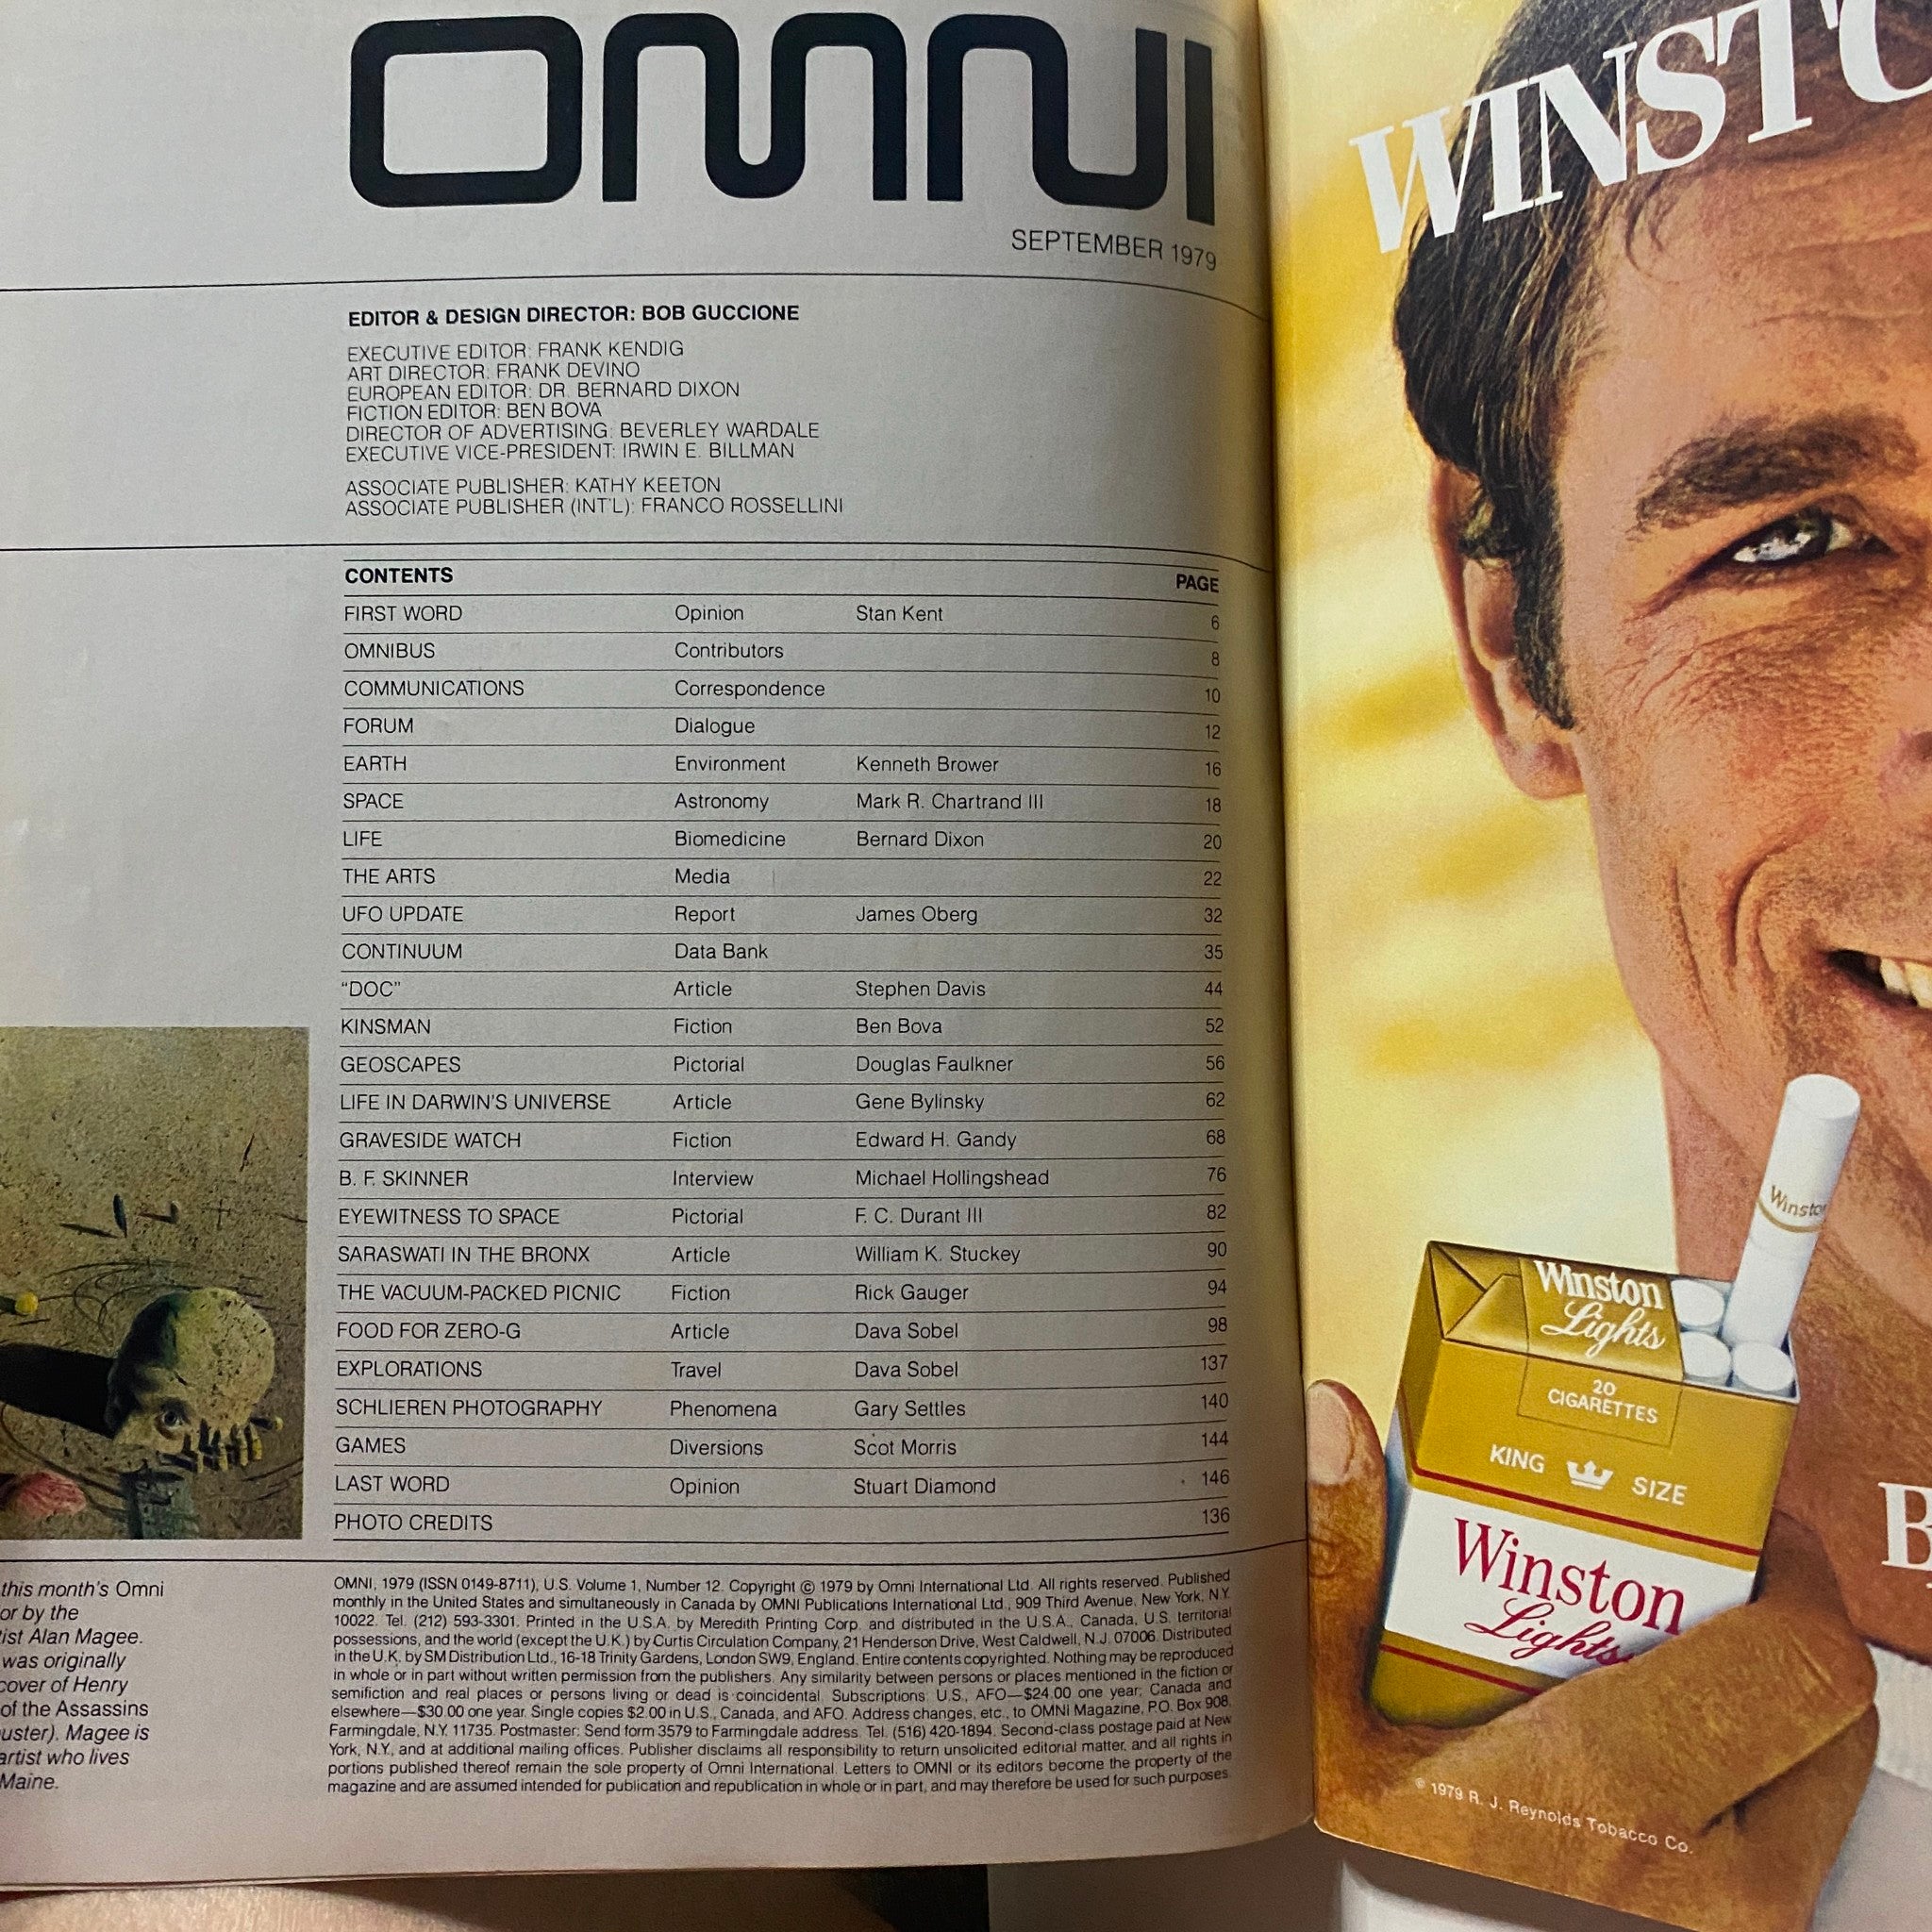 OMNI
SEPTEMBER 1979
EDITOR & DESIGN DIRECTOR: BOB GUCCIONE
EXECUTIVE EDITOR: FRANK KENDIG
ART DIRECTOR: FRANK DEVINO
EUROPEAN EDITOR: DR. BERNARD DIXON
FICTION EDITOR: BEN BOVA
DIRECTOR OF ADVERTISING: BEVERLEY WARDALE
EXECUTIVE VICE-PRESIDENT: IRWIN E. BILLMAN
ASSOCIATE PUBLISHER: KATHY KEETON
ASSOCIATE PUBLISHER (INT'L): FRANCO ROSSELLINI
CONTENTS PAGE
FIRST WORD Opinion Stan Kent 6
OMNIBUS Contributors 8
COMMUNICATIONS Correspondence 10
FORUM Dialogue 12
EARTH Environment Kenneth Brower 16
SPACE Astronomy Mark R. Chartrand III 18
LIFE Biomedicine Bernard Dixon 20
THE ARTS Media 22
UFO UPDATE Report James Oberg 32
CONTINUUM Data Bank 35
“DOC” Article Stephen Davis 44
KINSMAN Fiction Ben Bova 52
GEOSCAPES Pictorial Douglas Faulkner 56
LIFE IN DARWIN'S UNIVERSE Article Gene Bylinsky 62
GRAVESIDE WATCH Fiction Edward H. Gandy 68
B. F. SKINNER Interview Michael Hollingshead 76
EYEWITNESS TO SPACE Pictorial F. C. Durant III 82
SARASWATI IN THE BRONX Article William K. Stuckey 90
THE VACUUM-PACKED PICNIC Fiction Rick Gauger 94
FOOD FOR ZERO-G Article Dava Sobel 98
EXPLORATIONS Travel Dava Sobel 137
SCHLIEREN PHOTOGRAPHY Phenomena Gary Settles 140
GAMES Diversions Scot Morris 144
LAST WORD Opinion Stuart Diamond 146
PHOTO CREDITS 136
this month's Omni
or by the
ist Alan Magee.
was originally
cover of Henry
of the Assassins
uster). Magee is
artist who lives
Maine.
OMNI, 1979 (ISSN 0149-8711), U.S. Volume 1, Number 12. Copyright © 1979 by Omni International Ltd. All rights reserved. Published
monthly in the United States and simultaneously in Canada by OMNI Publications International Ltd., 909 Third Avenue, New York, N.Y.
10022. Tel. (212) 593-3301. Printed in the U.S.A. by Meredith Printing Corp. and distributed in the U.S.A., Canada, U.S. territorial
possessions, and the world (except the U.K.) by Curtis Circulation Company, 21 Henderson Drive, West Caldwell, N.J. 07006. Distributed
in the U.K. by SM Distribution Ltd., 16-18 Trinity Gardens, London SW9, England. Entire contents copyrighted. Nothing may be reproduced
in whole or in part without written permission from the publishers. Any similarity between persons or places mentioned in the fiction or
semifiction and real places or persons living or dead is coincidental. Subscriptions: U.S., AFO—$24.00 one year; Canada and
elsewhere—$30.00 one year. Single copies $2.00 in U.S., Canada, and AFO. Address changes, etc., to OMNI Magazine, P.O. Box 908,
Farmingdale, N.Y. 11735. Postmaster: Send form 3579 to Farmingdale address. Tel. (516) 420-1894. Second-class postage paid at New
York, N.Y., and at additional mailing offices. Publisher disclaims all responsibility to return unsolicited editorial matter, and all rights in
portions published thereof remain the sole property of Omni International. Letters to OMNI or its editors become the property of the
magazine and are assumed intended for publication and republication in whole or in part, and may therefore be used for such purposes.
WINSTO
Winston
Winston
Lights
20
CIGARETTES
KING SIZE
Winston
Lights
B
© 1979 R. J. Reynolds Tobacco Co.